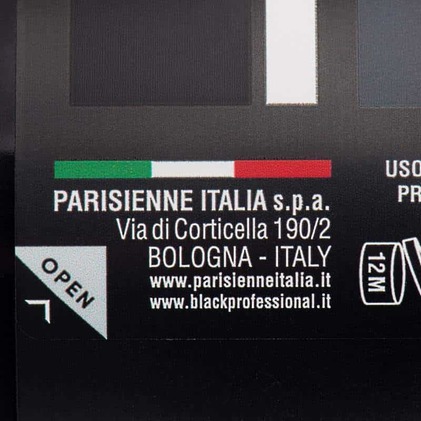 PARISIENNE ITALIA s.p.a.
Via di Corticella 190/2
BOLOGNA - ITALY
www.parisienneitalia.it
www.blackprofessional.it
OPEN
USO
PR
12M